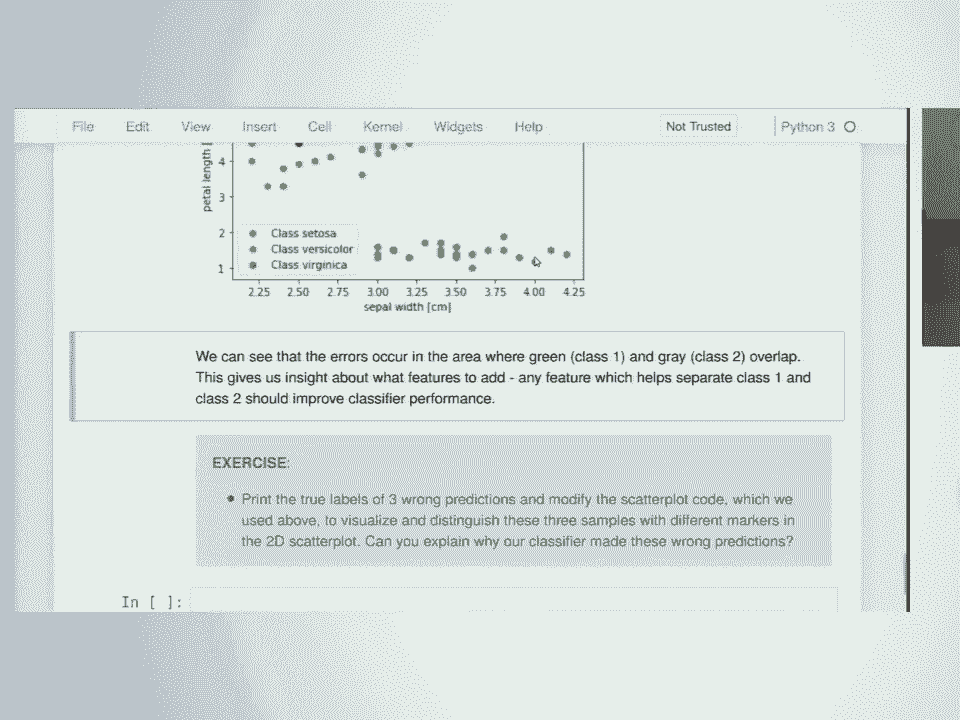 File Edit View Insert Cell Kernel Widgets Help Not Trusted Python 3
petal length [
4
3
2
1
Class setosa
Class versicolor
Class virginica
2.25 2.50 2.75 3.00 3.25 3.50 3.75 4.00 4.25
sepal width [cm]
We can see that the errors occur in the area where green (class 1) and gray (class 2) overlap.
This gives us insight about what features to add - any feature which helps separate class 1 and
class 2 should improve classifier performance.
EXERCISE:
Print the true labels of 3 wrong predictions and modify the scatterplot code, which we
used above, to visualize and distinguish these three samples with different markers in
the 2D scatterplot. Can you explain why our classifier made these wrong predictions?
In [ ]: